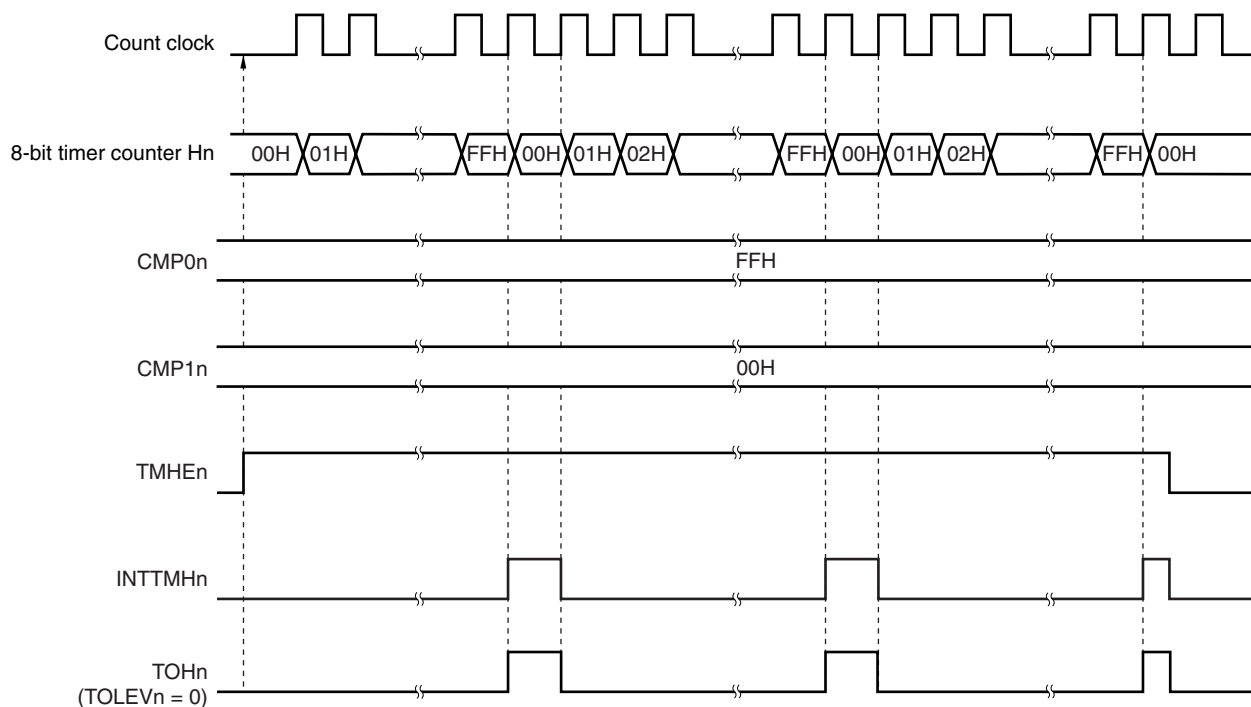 Count clock
8-bit timer counter Hn 00H 01H FFH 00H 01H 02H FFH 00H 01H 02H FFH 00H
CMP0n FFH
CMP1n 00H
TMHEn
INTTMHn
TOHn
(TOLEVn = 0)